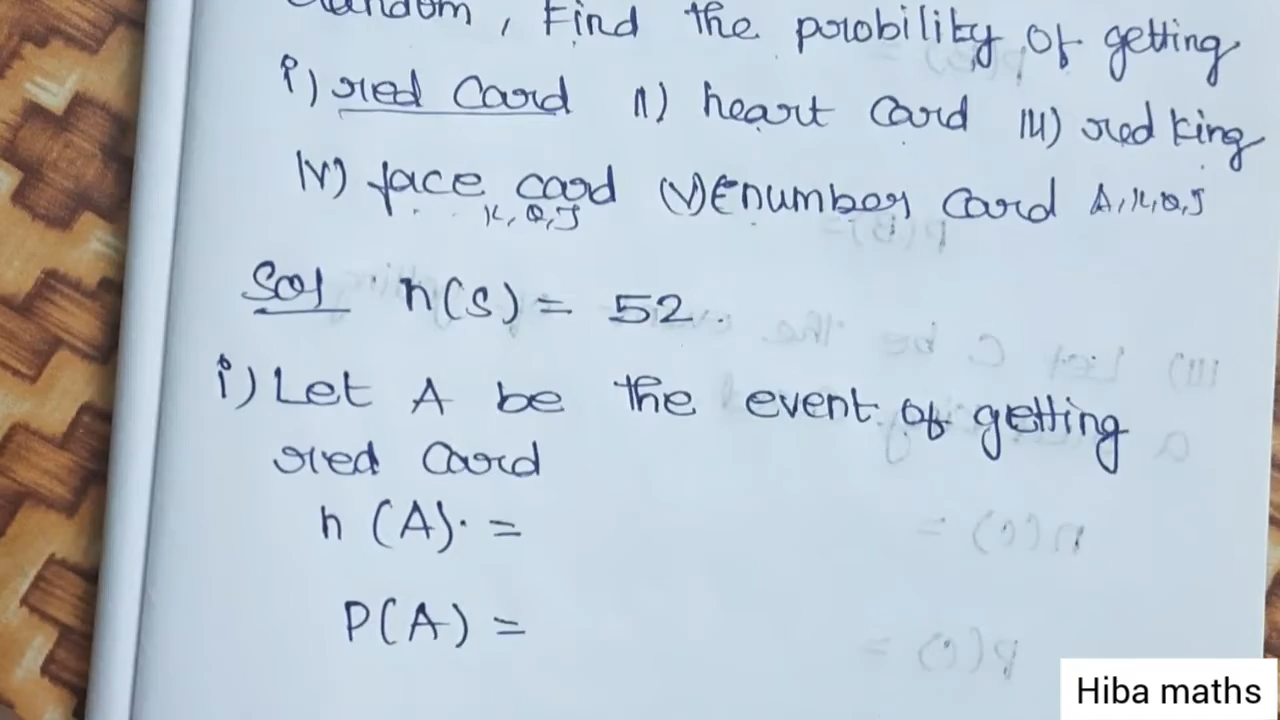 Random, Find the porobility of getting
i) red card II) heart card III) red king
IV) face card (V) number card A,K,Q,J
K, Q, J
Sol n(S) = 52.
i) Let A be the event of getting
red card
n (A) =
P(A) =
Hiba maths